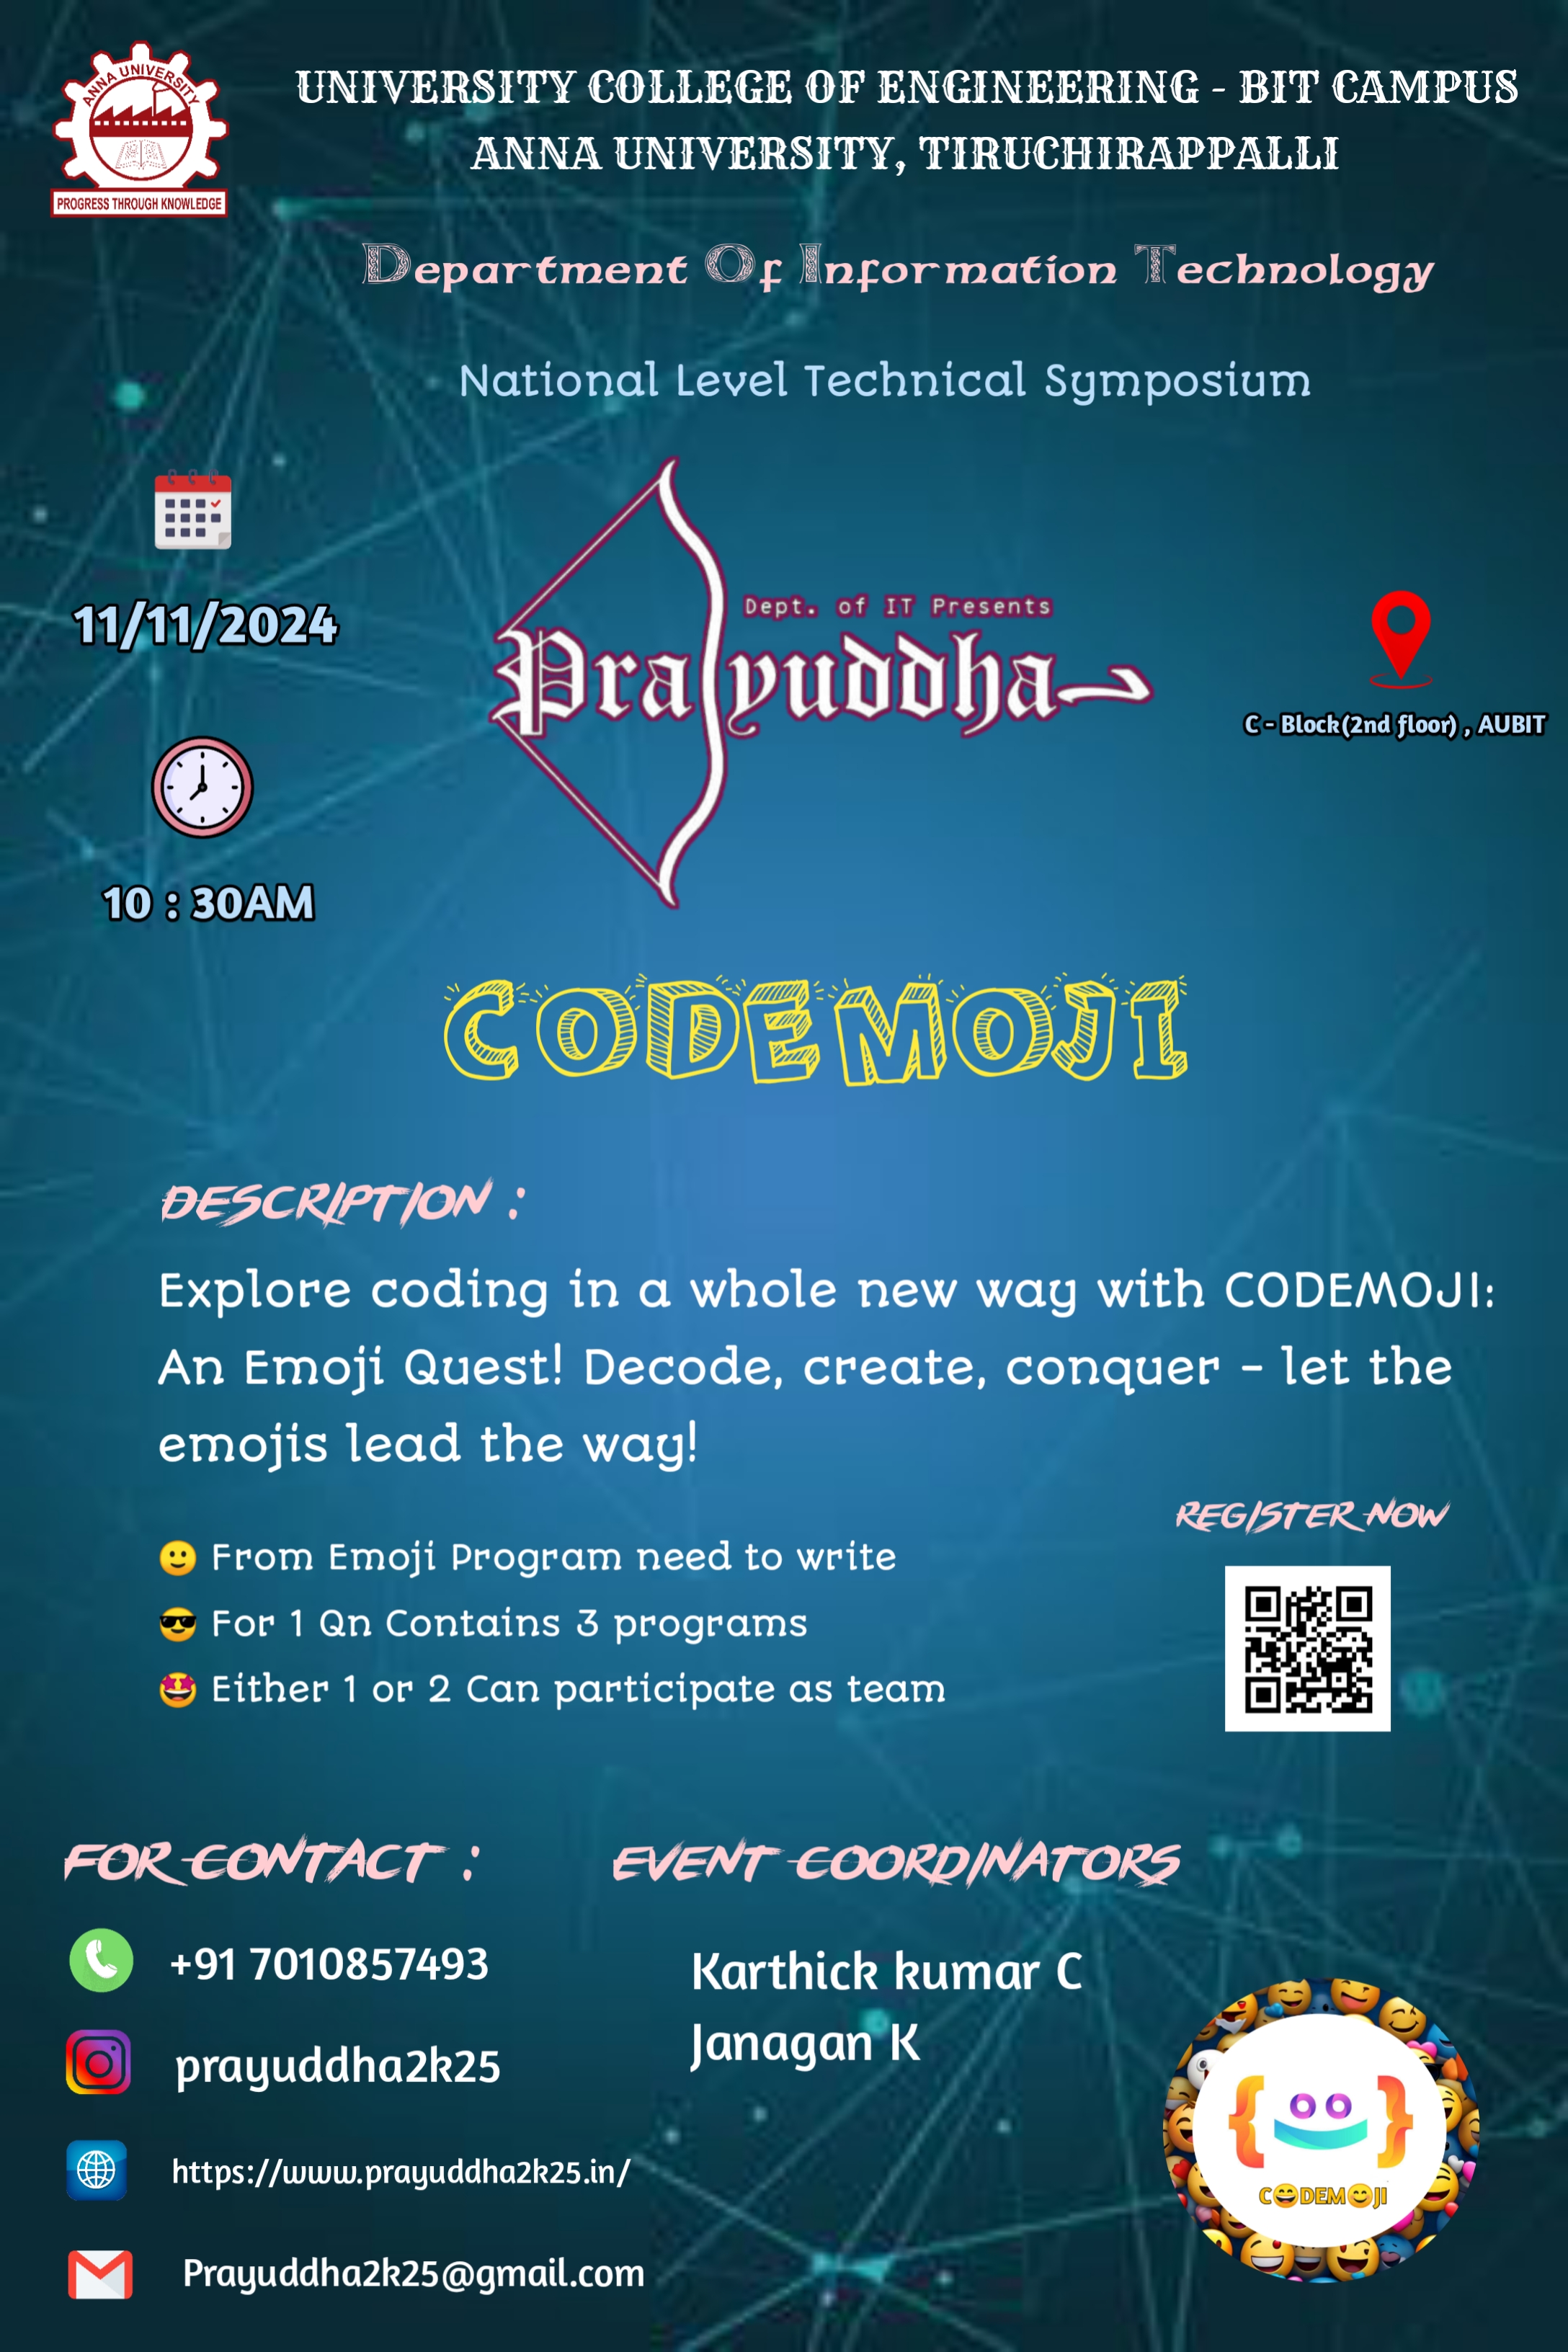 ANNA UNIVERSITY
PROGRESS THROUGH KNOWLEDGE
UNIVERSITY COLLEGE OF ENGINEERING - BIT CAMPUS
ANNA UNIVERSITY, TIRUCHIRAPPALLI
Department Of Information Technology
National Level Technical Symposium
11/11/2024
10 : 30AM
Dept. of IT Presents
Prayuddha
C - Block(2nd floor) , AUBIT
CODEMOJI
DESCRIPTION :
Explore coding in a whole new way with CODEMOJI:
An Emoji Quest! Decode, create, conquer - let the
emojis lead the way!
🙂 From Emoji Program need to write
😎 For 1 Qn Contains 3 programs
🤩 Either 1 or 2 Can participate as team
REGISTER NOW
FOR CONTACT :
+91 7010857493
prayuddha2k25
https://www.prayuddha2k25.in/
Prayuddha2k25@gmail.com
EVENT COORDINATORS
Karthick kumar C
Janagan K
C😄DEM😊JI